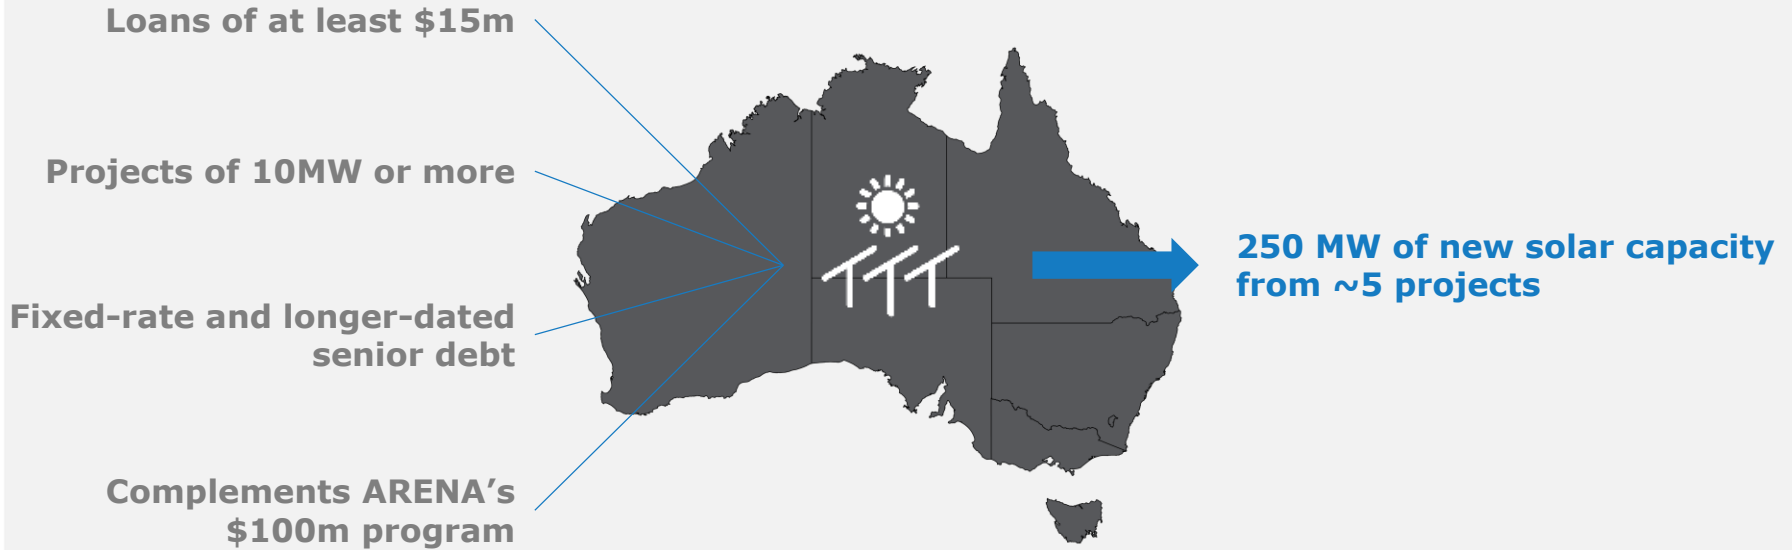 Loans of at least $15m
Projects of 10MW or more
Fixed-rate and longer-dated
senior debt
Complements ARENA’s
$100m program
250 MW of new solar capacity
from ~5 projects